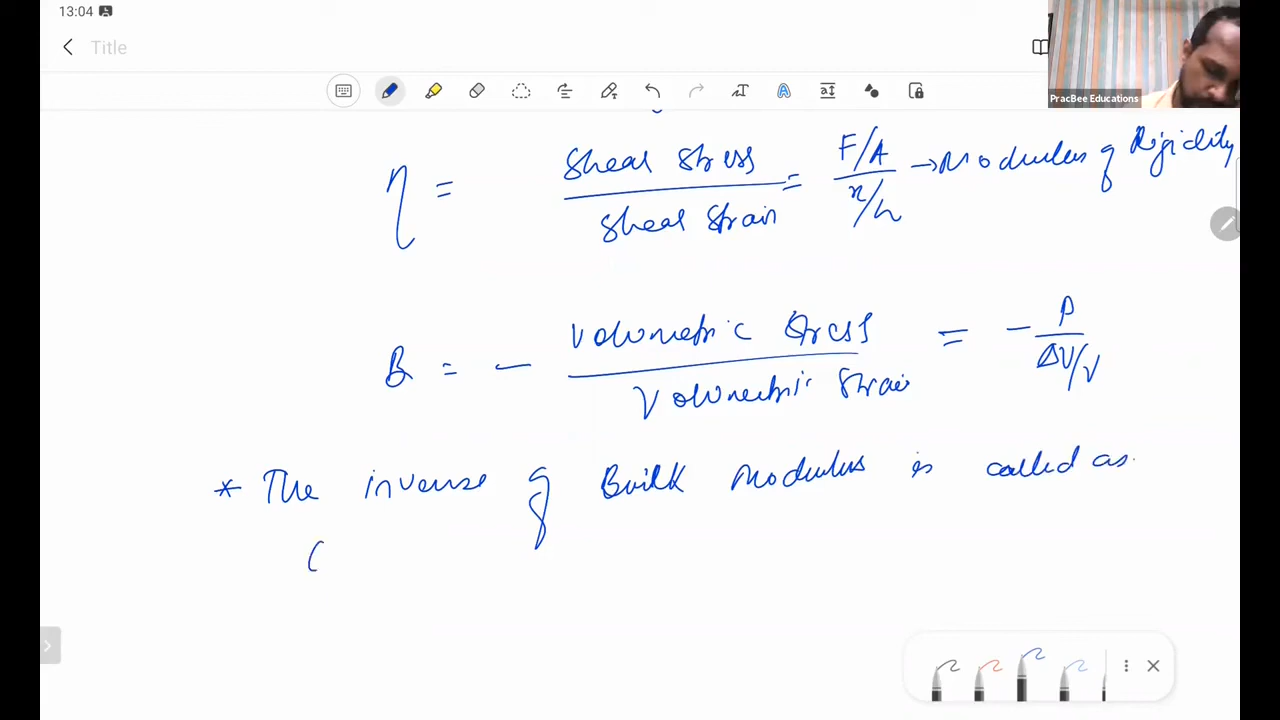 13:04
Title
PracBee Educations
η = Shear Stress / Shear Strain = F/A / x/h → Modulus of Rigidity
B = - Volumetric Stress / Volumetric Strain = - P / ΔV/V
* The inverse of Bulk Modulus is called as.
C